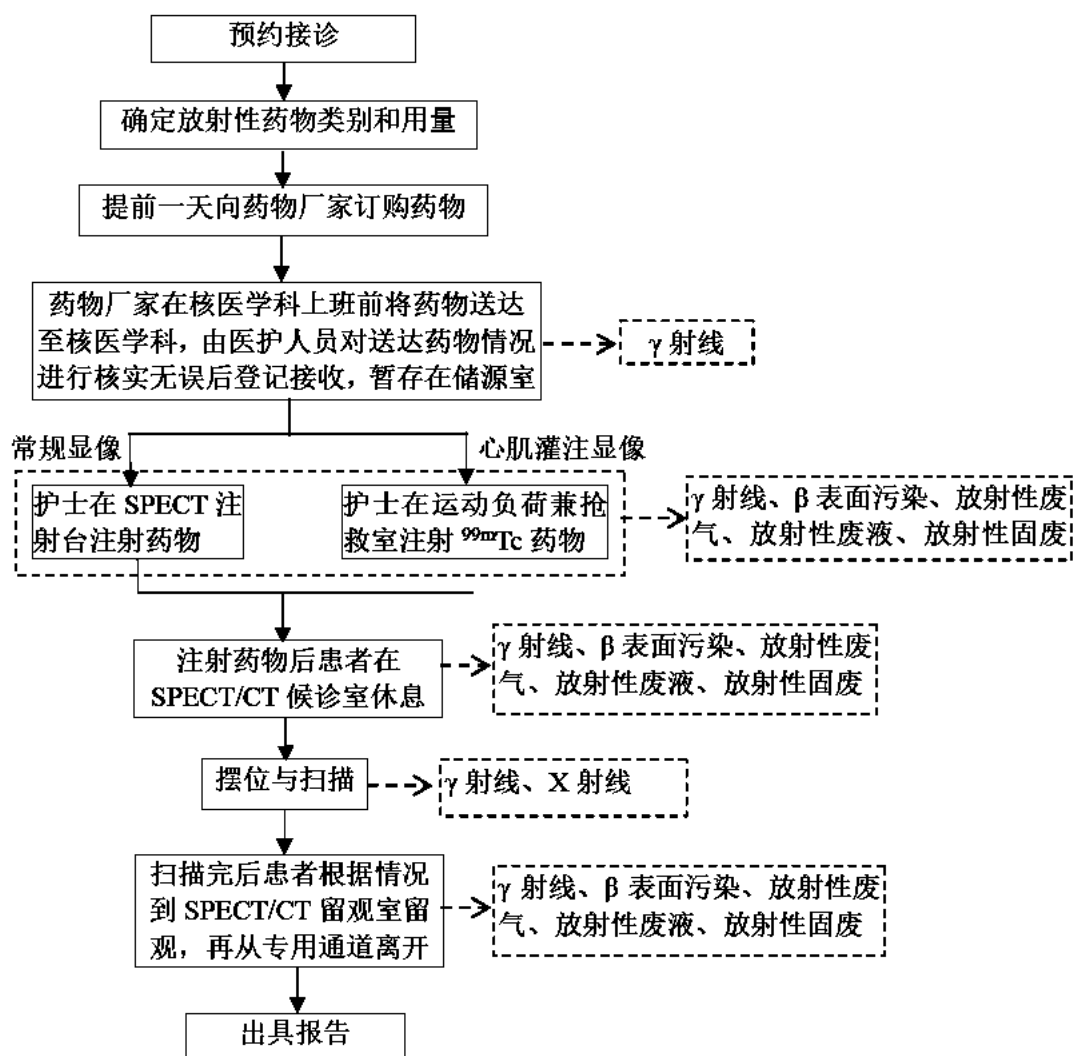 预约接诊
确定放射性药物类别和用量
提前一天向药物厂家订购药物
药物厂家在核医学科上班前将药物送达
至核医学科，由医护人员对送达药物情况
进行核实无误后登记接收，暂存在储源室
γ 射线
常规显像
心肌灌注显像
护士在 SPECT 注
射台注射药物
护士在运动负荷兼抢
救室注射 ⁹⁹ᵐTc 药物
γ 射线、β 表面污染、放射性废
气、放射性废液、放射性固废
注射药物后患者在
SPECT/CT 候诊室休息
γ 射线、β 表面污染、放射性废
气、放射性废液、放射性固废
摆位与扫描
γ 射线、X 射线
扫描完后患者根据情况
到 SPECT/CT 留观室留
观，再从专用通道离开
γ 射线、β 表面污染、放射性废
气、放射性废液、放射性固废
出具报告